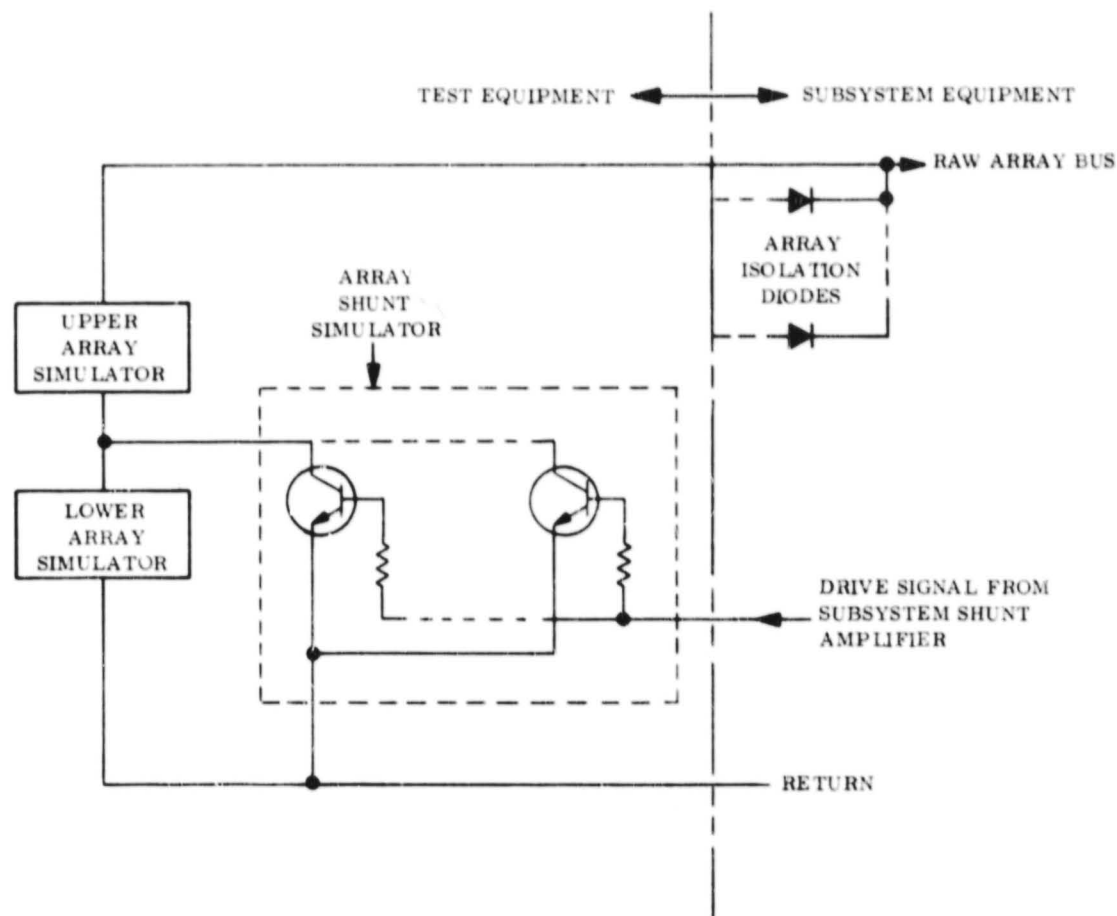 TEST EQUIPMENT
SUBSYSTEM EQUIPMENT
RAW ARRAY BUS
ARRAY
ISOLATION
DIODES
ARRAY
SHUNT
SIMULATOR
UPPER
ARRAY
SIMULATOR
LOWER
ARRAY
SIMULATOR
DRIVE SIGNAL FROM
SUBSYSTEM SHUNT
AMPLIFIER
RETURN